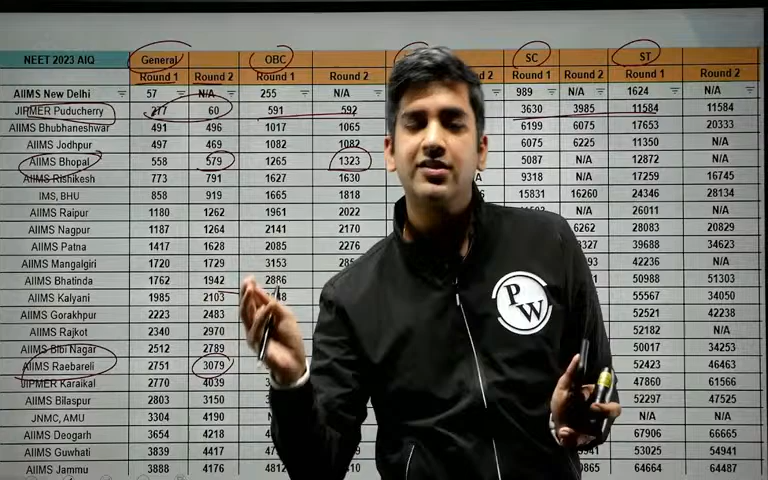 NEET 2023 AIQ General OBC SC ST
Round 1 Round 2 Round 1 Round 2 Round 2 Round 1 Round 2 Round 1 Round 2
AIIMS New Delhi 57 N/A 255 N/A 989 N/A 1624 N/A
JIPMER Puducherry 277 60 591 592 3630 3985 11584 11584
AIIMS Bhubhaneshwar 491 496 1017 1065 6199 6075 17653 20333
AIIMS Jodhpur 497 469 1082 1082 6075 6225 11350 N/A
AIIMS Bhopal 558 579 1265 1323 5087 N/A 12872 N/A
AIIMS Rishikesh 773 791 1627 1630 9318 N/A 17259 16745
IMS, BHU 858 919 1665 1818 15831 16260 24346 28134
AIIMS Raipur 1180 1262 1961 2022 N/A 26011 N/A
AIIMS Nagpur 1187 1264 2141 2170 6262 28083 20829
AIIMS Patna 1417 1628 2085 2276 39688 34623
AIIMS Mangalgiri 1720 1729 3153 42236 N/A
AIIMS Bhatinda 1762 1942 2886 50988 51303
AIIMS Kalyani 1985 2103 55567 34050
AIIMS Gorakhpur 2223 2483 52521 42238
AIIMS Rajkot 2340 2970 52182 N/A
AIIMS Bibi Nagar 2512 2789 50017 34253
AIIMS Raebareli 2751 3079 52423 46463
JIPMER Karaikal 2770 4039 47860 61566
AIIMS Bilaspur 2803 3150 52297 47525
JNMC, AMU 3304 4190 N/A N/A
AIIMS Deogarh 3654 4218 67906 66665
AIIMS Guwhati 3839 4417 53025 54941
AIIMS Jammu 3888 4176 4812 64664 64487
PW